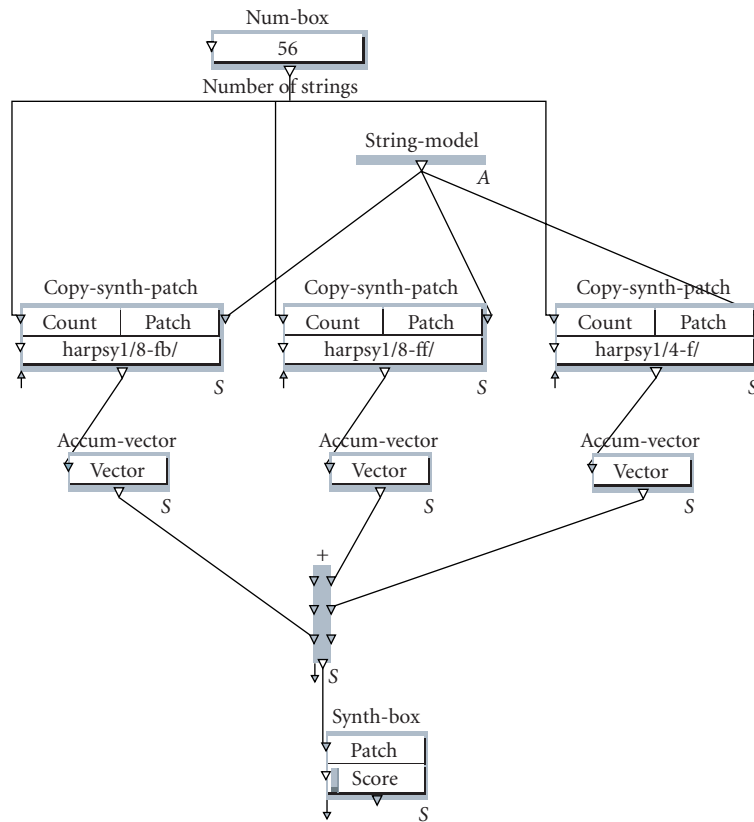 Num-box
56
Number of strings
String-model
A
Copy-synth-patch Copy-synth-patch Copy-synth-patch
Count Patch Count Patch Count Patch
harpsy1/8-fb/ harpsy1/8-ff/ harpsy1/4-f/
S S S
Accum-vector Accum-vector Accum-vector
Vector Vector Vector
S S S
+
S
Synth-box
Patch
Score
S